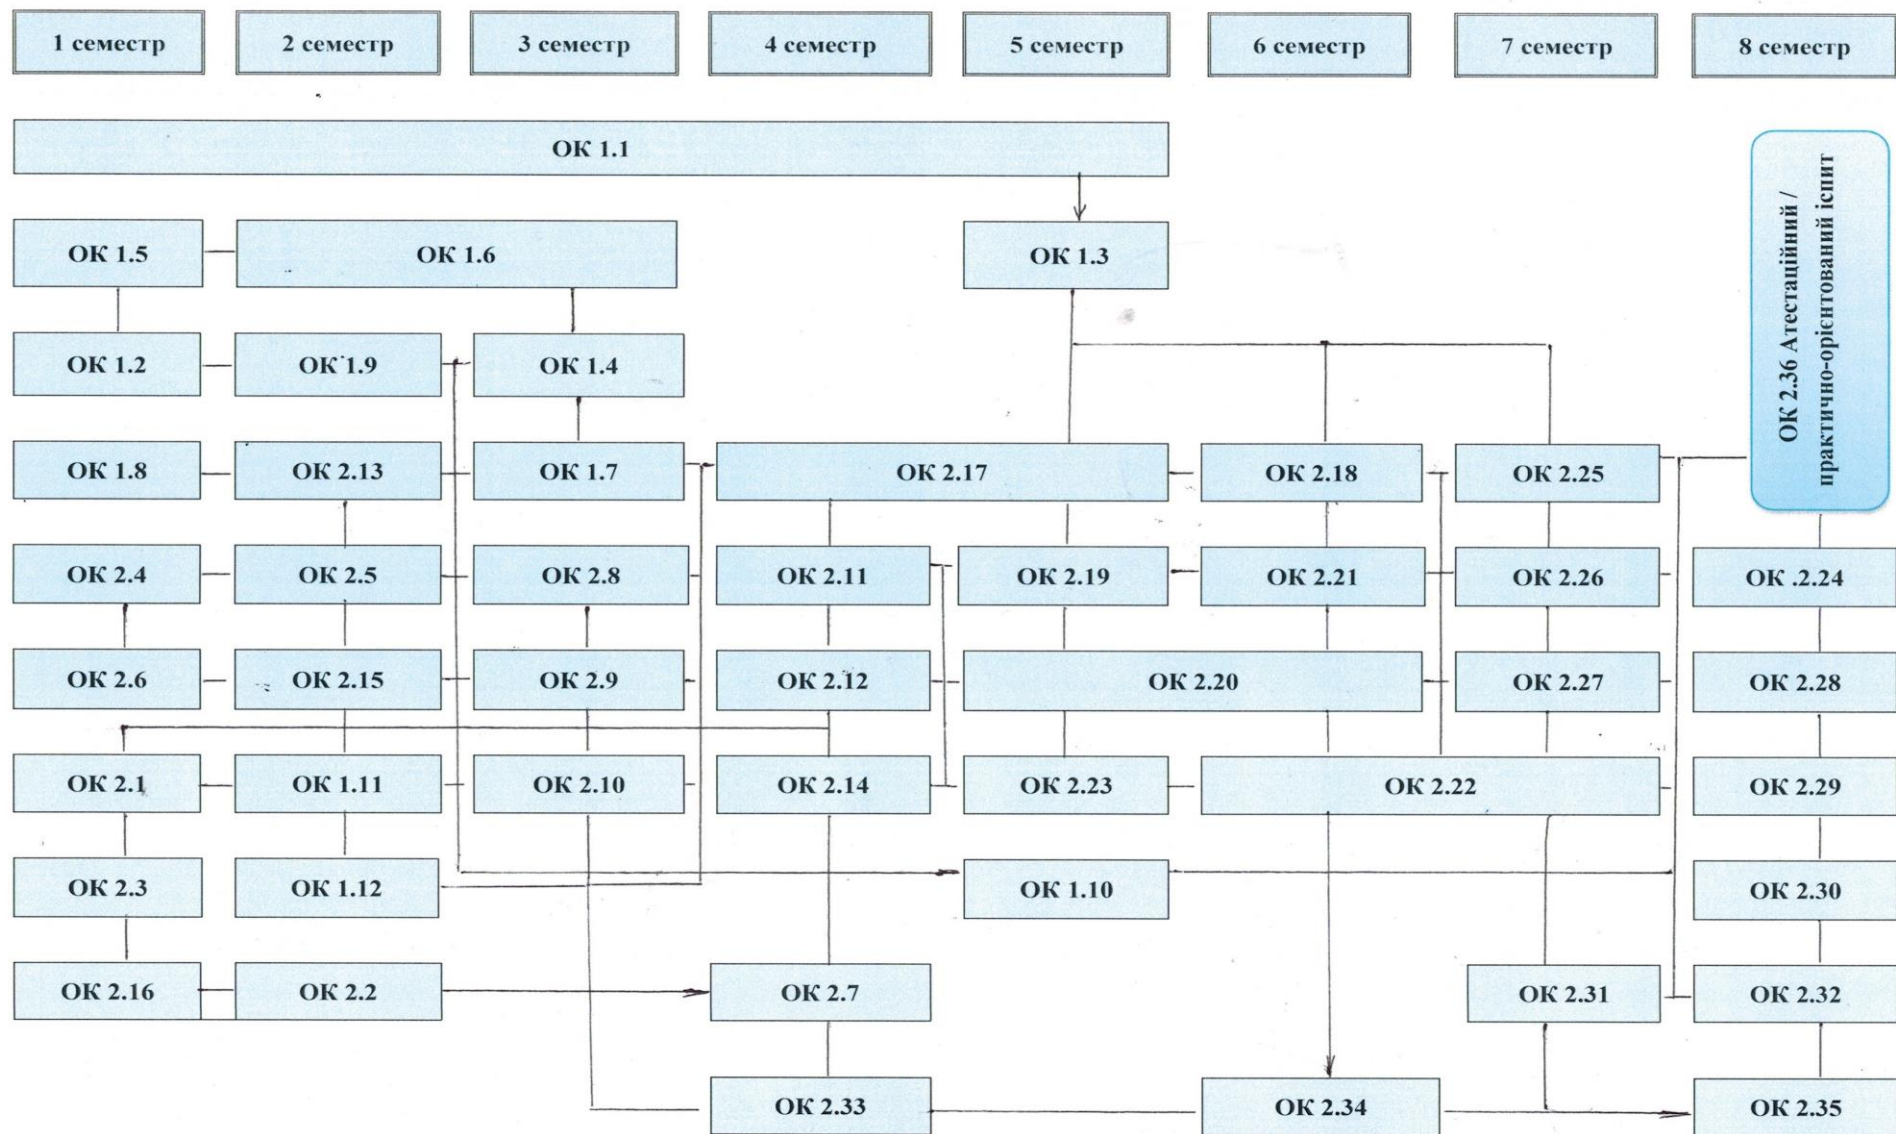 1 семестр
2 семестр
3 семестр
4 семестр
5 семестр
6 семестр
7 семестр
8 семестр
ОК 1.1
ОК 2.36 Атестаційний /
практично-орієнтований іспит
ОК 1.5
ОК 1.6
ОК 1.3
ОК 1.2
ОК 1.9
ОК 1.4
ОК 1.8
ОК 2.13
ОК 1.7
ОК 2.17
ОК 2.18
ОК 2.25
ОК 2.4
ОК 2.5
ОК 2.8
ОК 2.11
ОК 2.19
ОК 2.21
ОК 2.26
ОК .2.24
ОК 2.6
ОК 2.15
ОК 2.9
ОК 2.12
ОК 2.20
ОК 2.27
ОК 2.28
ОК 2.1
ОК 1.11
ОК 2.10
ОК 2.14
ОК 2.23
ОК 2.22
ОК 2.29
ОК 2.3
ОК 1.12
ОК 1.10
ОК 2.30
ОК 2.16
ОК 2.2
ОК 2.7
ОК 2.31
ОК 2.32
ОК 2.33
ОК 2.34
ОК 2.35